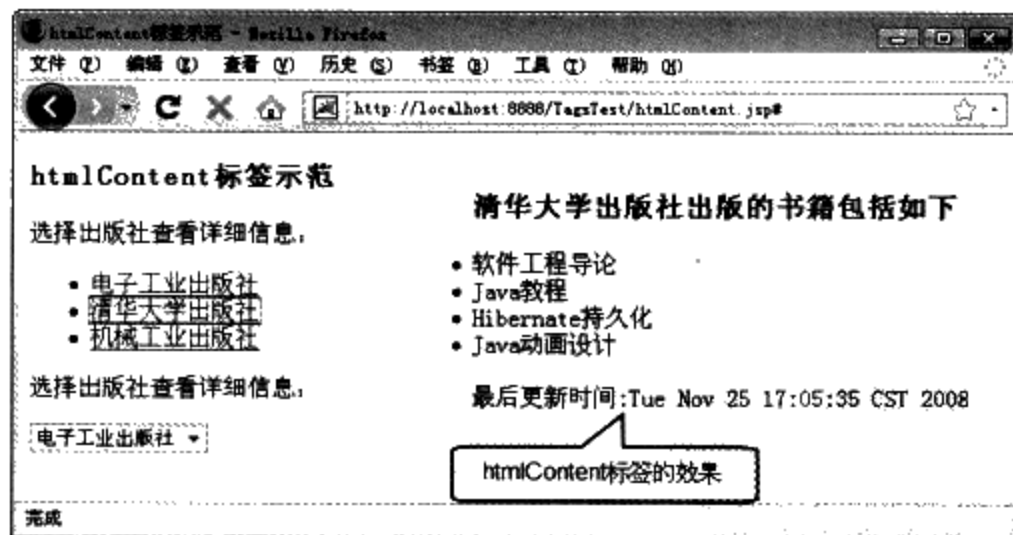 htmlContent标签示范 - Mozilla Firefox
文件 (F) 编辑 (E) 查看 (V) 历史 (S) 书签 (B) 工具 (T) 帮助 (H)
http://localhost:8888/TagsTest/htmlContent.jsp#
htmlContent标签示范
选择出版社查看详细信息:
• 电子工业出版社
• 清华大学出版社
• 机械工业出版社
选择出版社查看详细信息:
电子工业出版社
清华大学出版社出版的书籍包括如下
• 软件工程导论
• Java教程
• Hibernate持久化
• Java动画设计
最后更新时间:Tue Nov 25 17:05:35 CST 2008
htmlContent标签的效果
完成